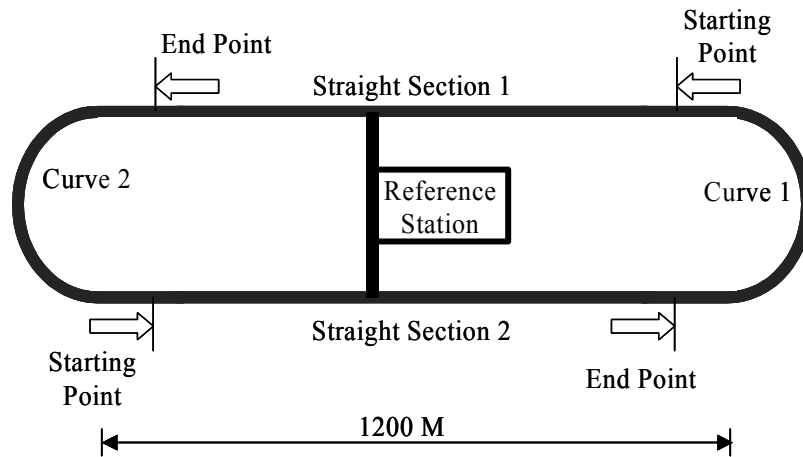 Starting
Point
End Point
Straight Section 1
Curve 2
Reference
Station
Curve 1
Straight Section 2
Starting
Point
End Point
1200 M